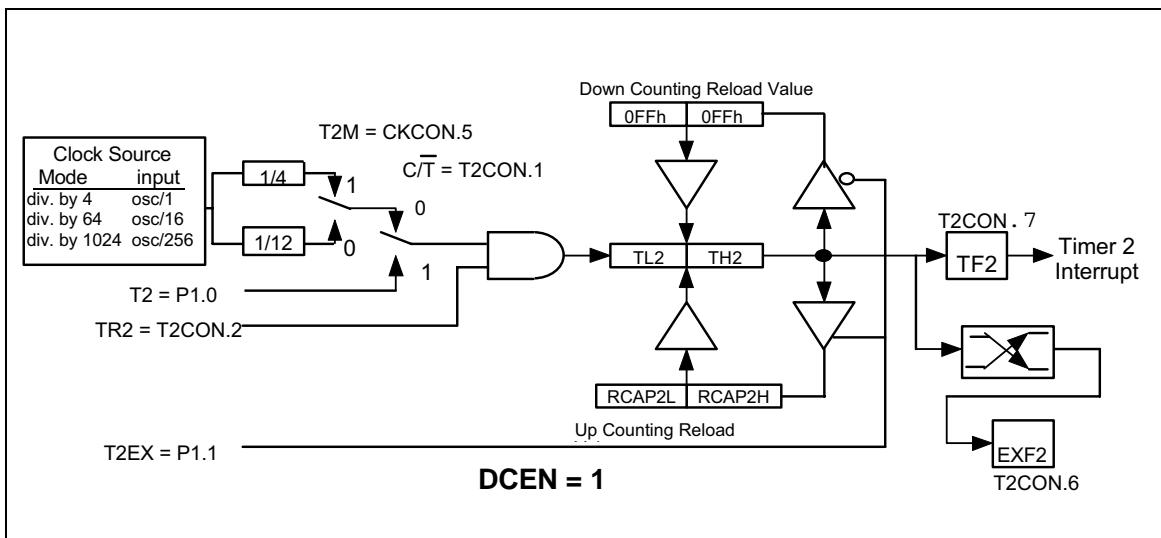 Down Counting Reload Value
0FFh 0FFh
T2M = CKCON.5
C/T̅ = T2CON.1
Clock Source
Mode input
div. by 4 osc/1
div. by 64 osc/16
div. by 1024 osc/256
1/4
1/12
1
0
0
1
T2 = P1.0
TR2 = T2CON.2
TL2 TH2
T2CON.7
TF2
Timer 2
Interrupt
RCAP2L RCAP2H
Up Counting Reload
T2EX = P1.1
DCEN = 1
EXF2
T2CON.6